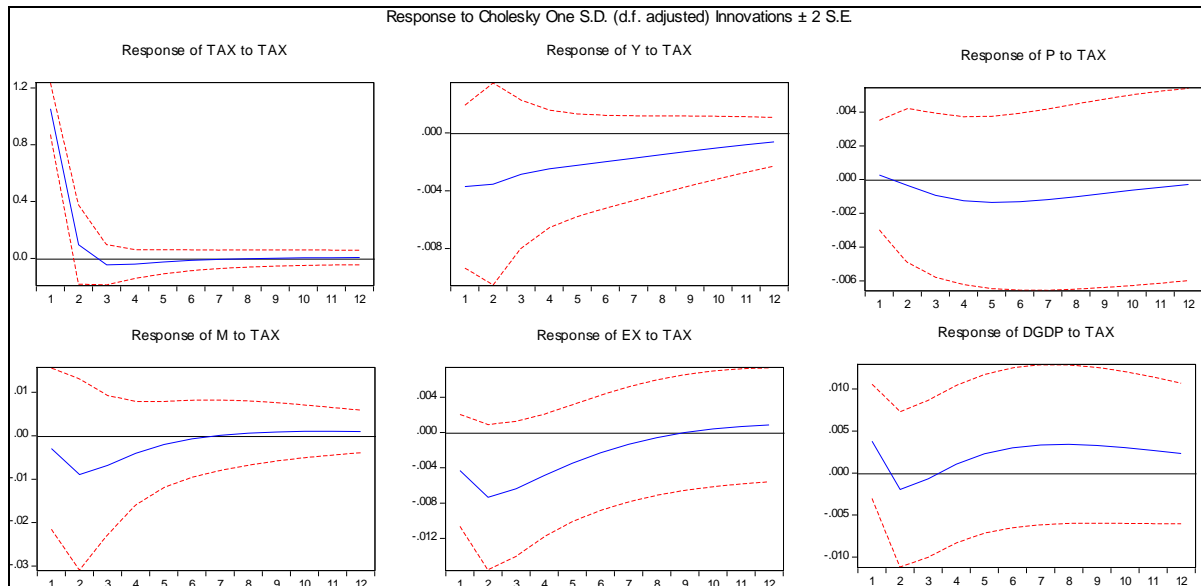 Response to Cholesky One S.D. (d.f. adjusted) Innovations ± 2 S.E.
Response of TAX to TAX
1.2
0.8
0.4
0.0
1 2 3 4 5 6 7 8 9 10 11 12
Response of Y to TAX
.000
-.004
-.008
1 2 3 4 5 6 7 8 9 10 11 12
Response of P to TAX
.004
.002
.000
-.002
-.004
-.006
1 2 3 4 5 6 7 8 9 10 11 12
Response of M to TAX
.01
.00
-.01
-.02
-.03
1 2 3 4 5 6 7 8 9 10 11 12
Response of EX to TAX
.004
.000
-.004
-.008
-.012
1 2 3 4 5 6 7 8 9 10 11 12
Response of DGDP to TAX
.010
.005
.000
-.005
-.010
1 2 3 4 5 6 7 8 9 10 11 12